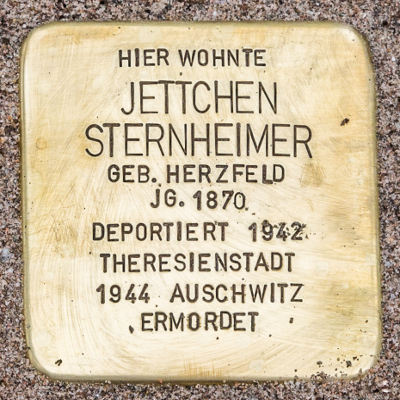 HIER WOHNTE
JETTCHEN
STERNHEIMER
GEB. HERZFELD
JG. 1870
DEPORTIERT 1942
THERESIENSTADT
1944 AUSCHWITZ
ERMORDET